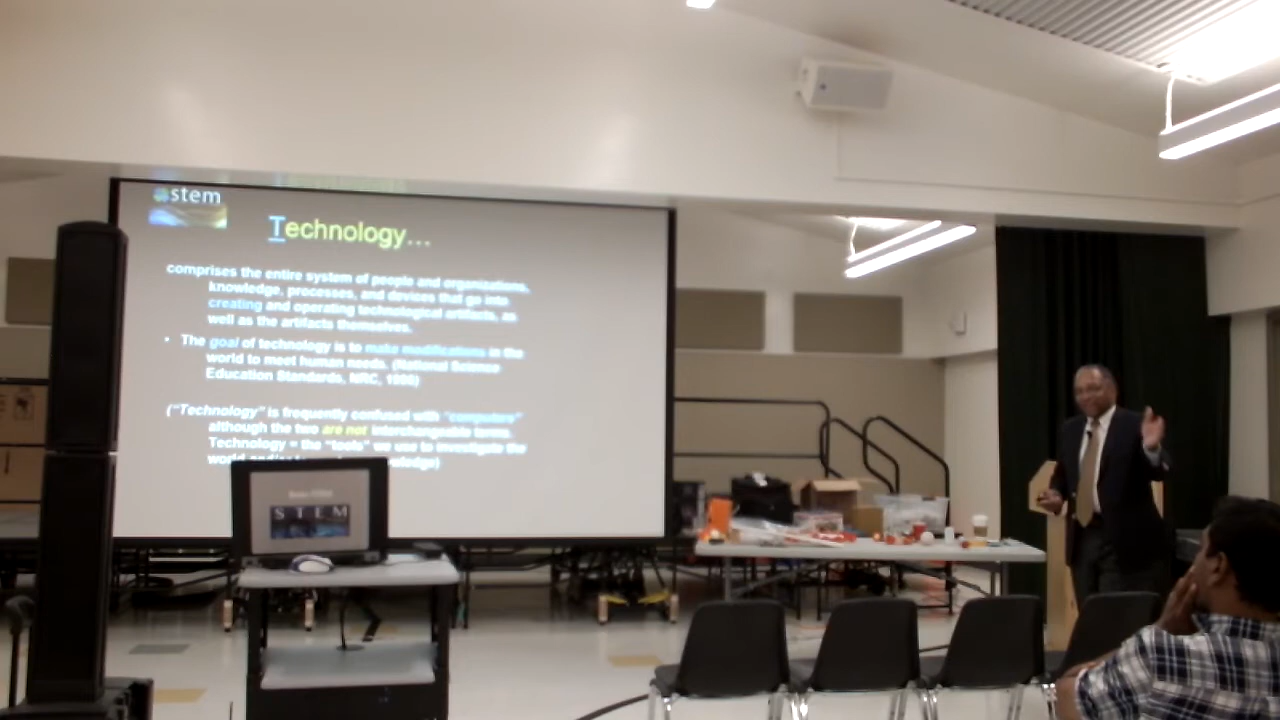 stem
Technology...
comprises the entire system of people and organizations,
knowledge, processes, and devices that go into
creating and operating technological artifacts, as
well as the artifacts themselves.
• The goal of technology is to make modifications in the
world to meet human needs. (National Science
Education Standards, NRC,
("Technology" is frequently confused with "computers"
although the two are not interchangeable terms.
Technology = the "tools" we use to investigate the
world
STEM